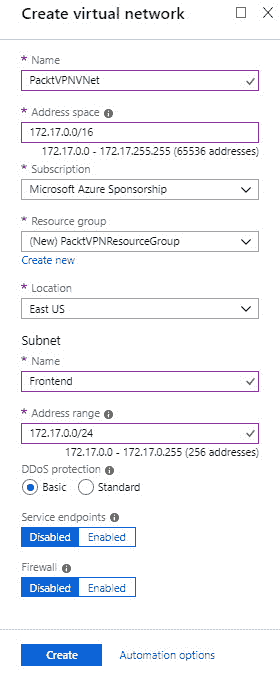 Create virtual network
* Name
PacktVPNVNet
* Address space
172.17.0.0/16
172.17.0.0 - 172.17.255.255 (65536 addresses)
* Subscription
Microsoft Azure Sponsorship
* Resource group
(New) PacktVPNResourceGroup
Create new
* Location
East US
Subnet
* Name
Frontend
* Address range
172.17.0.0/24
172.17.0.0 - 172.17.0.255 (256 addresses)
DDoS protection
Basic Standard
Service endpoints
Disabled Enabled
Firewall
Disabled Enabled
Create Automation options